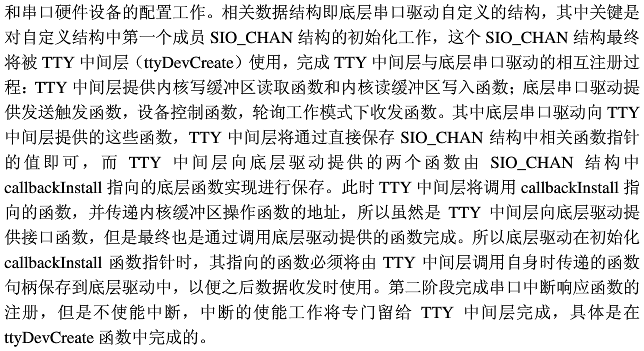 和串口硬件设备的配置工作。相关数据结构即底层串口驱动自定义的结构，其中关键是
对自定义结构中第一个成员 SIO_CHAN 结构的初始化工作，这个 SIO_CHAN 结构最终
将被 TTY 中间层（ttyDevCreate）使用，完成 TTY 中间层与底层串口驱动的相互注册过
程：TTY 中间层提供内核写缓冲区读取函数和内核读缓冲区写入函数；底层串口驱动提
供发送触发函数，设备控制函数，轮询工作模式下收发函数。其中底层串口驱动向 TTY
中间层提供的这些函数，TTY 中间层将通过直接保存 SIO_CHAN 结构中相关函数指针
的值即可，而 TTY 中间层向底层驱动提供的两个函数由 SIO_CHAN 结构中
callbackInstall 指向的底层函数实现进行保存。此时 TTY 中间层将调用 callbackInstall 指
向的函数，并传递内核缓冲区操作函数的地址，所以虽然是 TTY 中间层向底层驱动提
供接口函数，但是最终也是通过调用底层驱动提供的函数完成。所以底层驱动在初始化
callbackInstall 函数指针时，其指向的函数必须将由 TTY 中间层调用自身时传递的函数
句柄保存到底层驱动中，以便之后数据收发时使用。第二阶段完成串口中断响应函数的
注册，但是不使能中断，中断的使能工作将专门留给 TTY 中间层完成，具体是在
ttyDevCreate 函数中完成的。